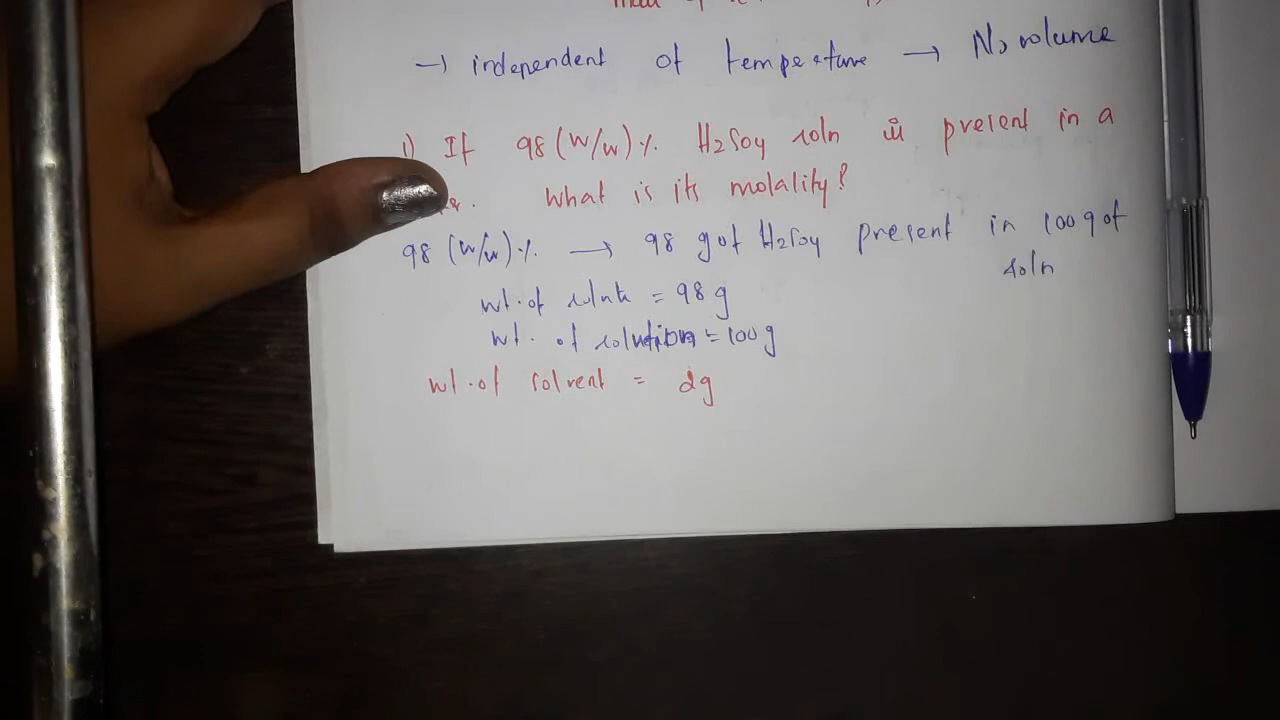 → independent of temperature → No volume
1) If 98 (w/w) % H2SO4 soln is present in a
What is its molality?
98 (w/w) % → 98 g of H2SO4 present in 100 g of
soln
wt. of solute = 98 g
wt. of solution = 100 g
wt. of solvent = 2g